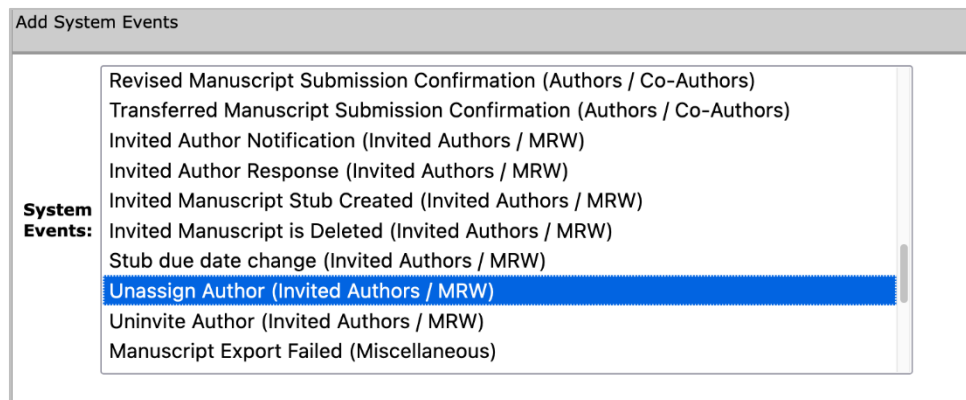 Add System Events
Revised Manuscript Submission Confirmation (Authors / Co-Authors)
Transferred Manuscript Submission Confirmation (Authors / Co-Authors)
Invited Author Notification (Invited Authors / MRW)
Invited Author Response (Invited Authors / MRW)
Invited Manuscript Stub Created (Invited Authors / MRW)
System Events:
Invited Manuscript is Deleted (Invited Authors / MRW)
Stub due date change (Invited Authors / MRW)
Unassign Author (Invited Authors / MRW)
Uninvite Author (Invited Authors / MRW)
Manuscript Export Failed (Miscellaneous)